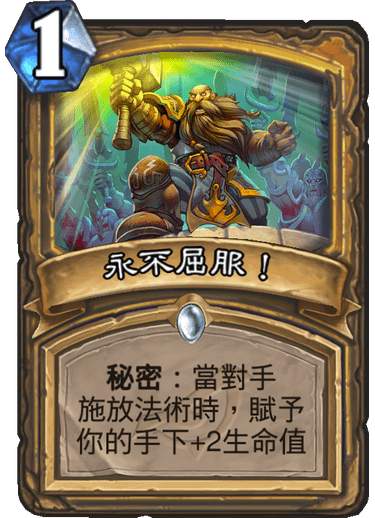 1
永不屈服！
秘密：當對手
施放法術時，賦予
你的手下+2生命值